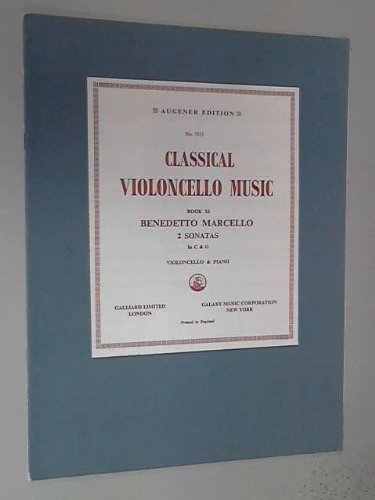 AUGENER EDITION
No.
CLASSICAL
VIOLONCELLO MUSIC
BOOK XI
BENEDETTO MARCELLO
2 SONATAS
In C & G
VIOLONCELLO & PIANO
GALLIARD LIMITED
LONDON
GALAXY MUSIC CORPORATION
NEW YORK
Printed in England